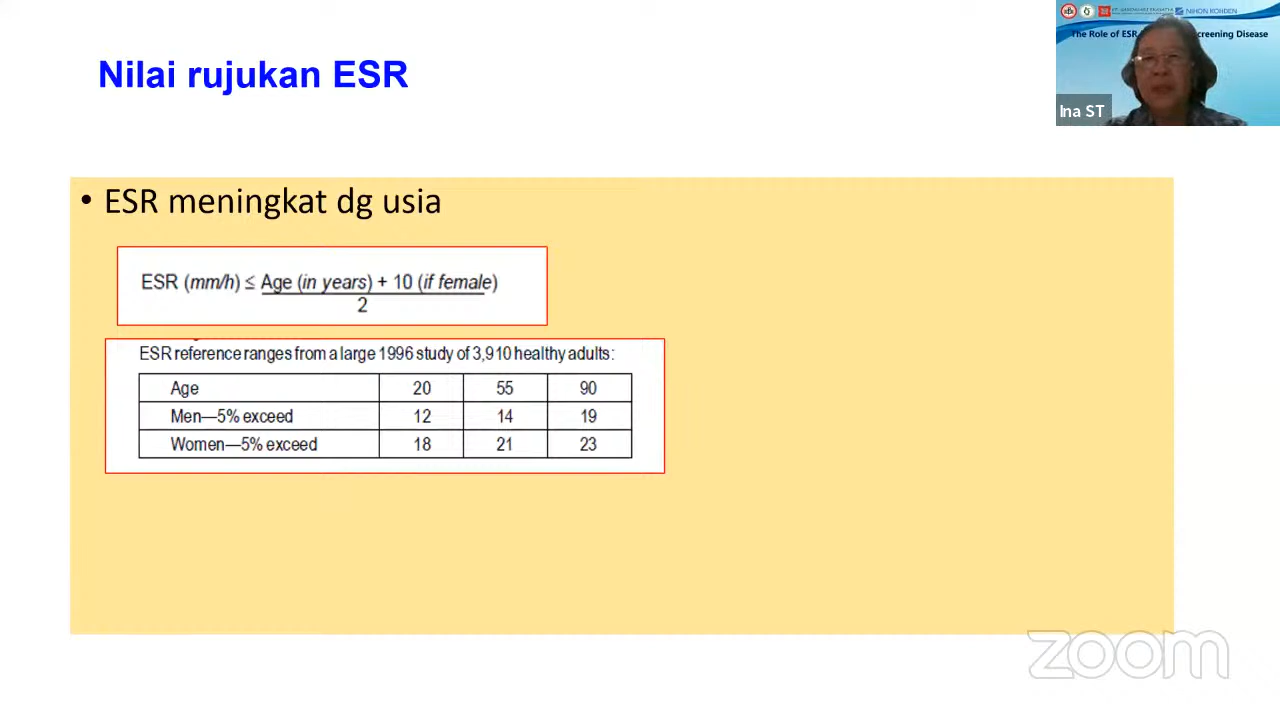 Nilai rujukan ESR
NIHON KOHDEN
The Role of ESR
creening Disease
Ina ST
• ESR meningkat dg usia
ESR (mm/h) ≤ Age (in years) + 10 (if female)
2
ESR reference ranges from a large 1996 study of 3,910 healthy adults:
Age 20 55 90
Men—5% exceed 12 14 19
Women—5% exceed 18 21 23
zoom